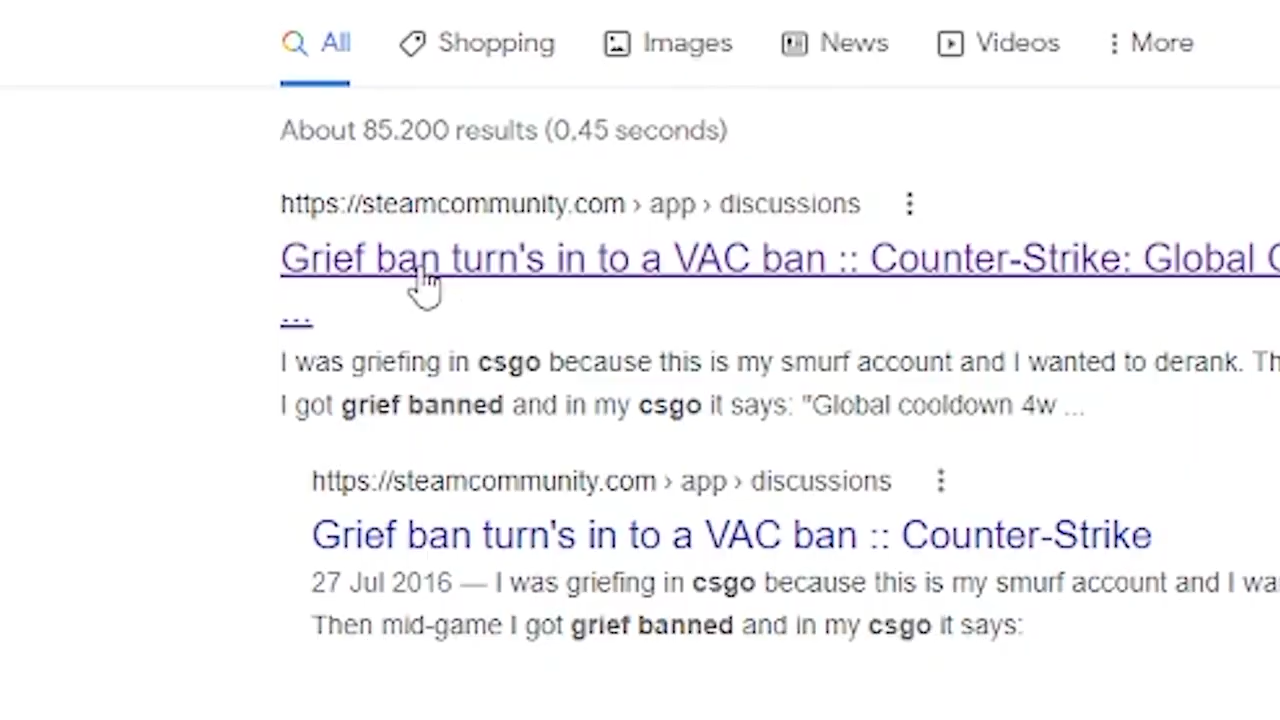 All Shopping Images News Videos More
About 85.200 results (0,45 seconds)
https://steamcommunity.com › app › discussions
Grief ban turn's in to a VAC ban :: Counter-Strike: Global
...
I was griefing in csgo because this is my smurf account and I wanted to derank. Th
I got grief banned and in my csgo it says: "Global cooldown 4w ...
https://steamcommunity.com › app › discussions
Grief ban turn's in to a VAC ban :: Counter-Strike
27 Jul 2016 — I was griefing in csgo because this is my smurf account and I wa
Then mid-game I got grief banned and in my csgo it says: